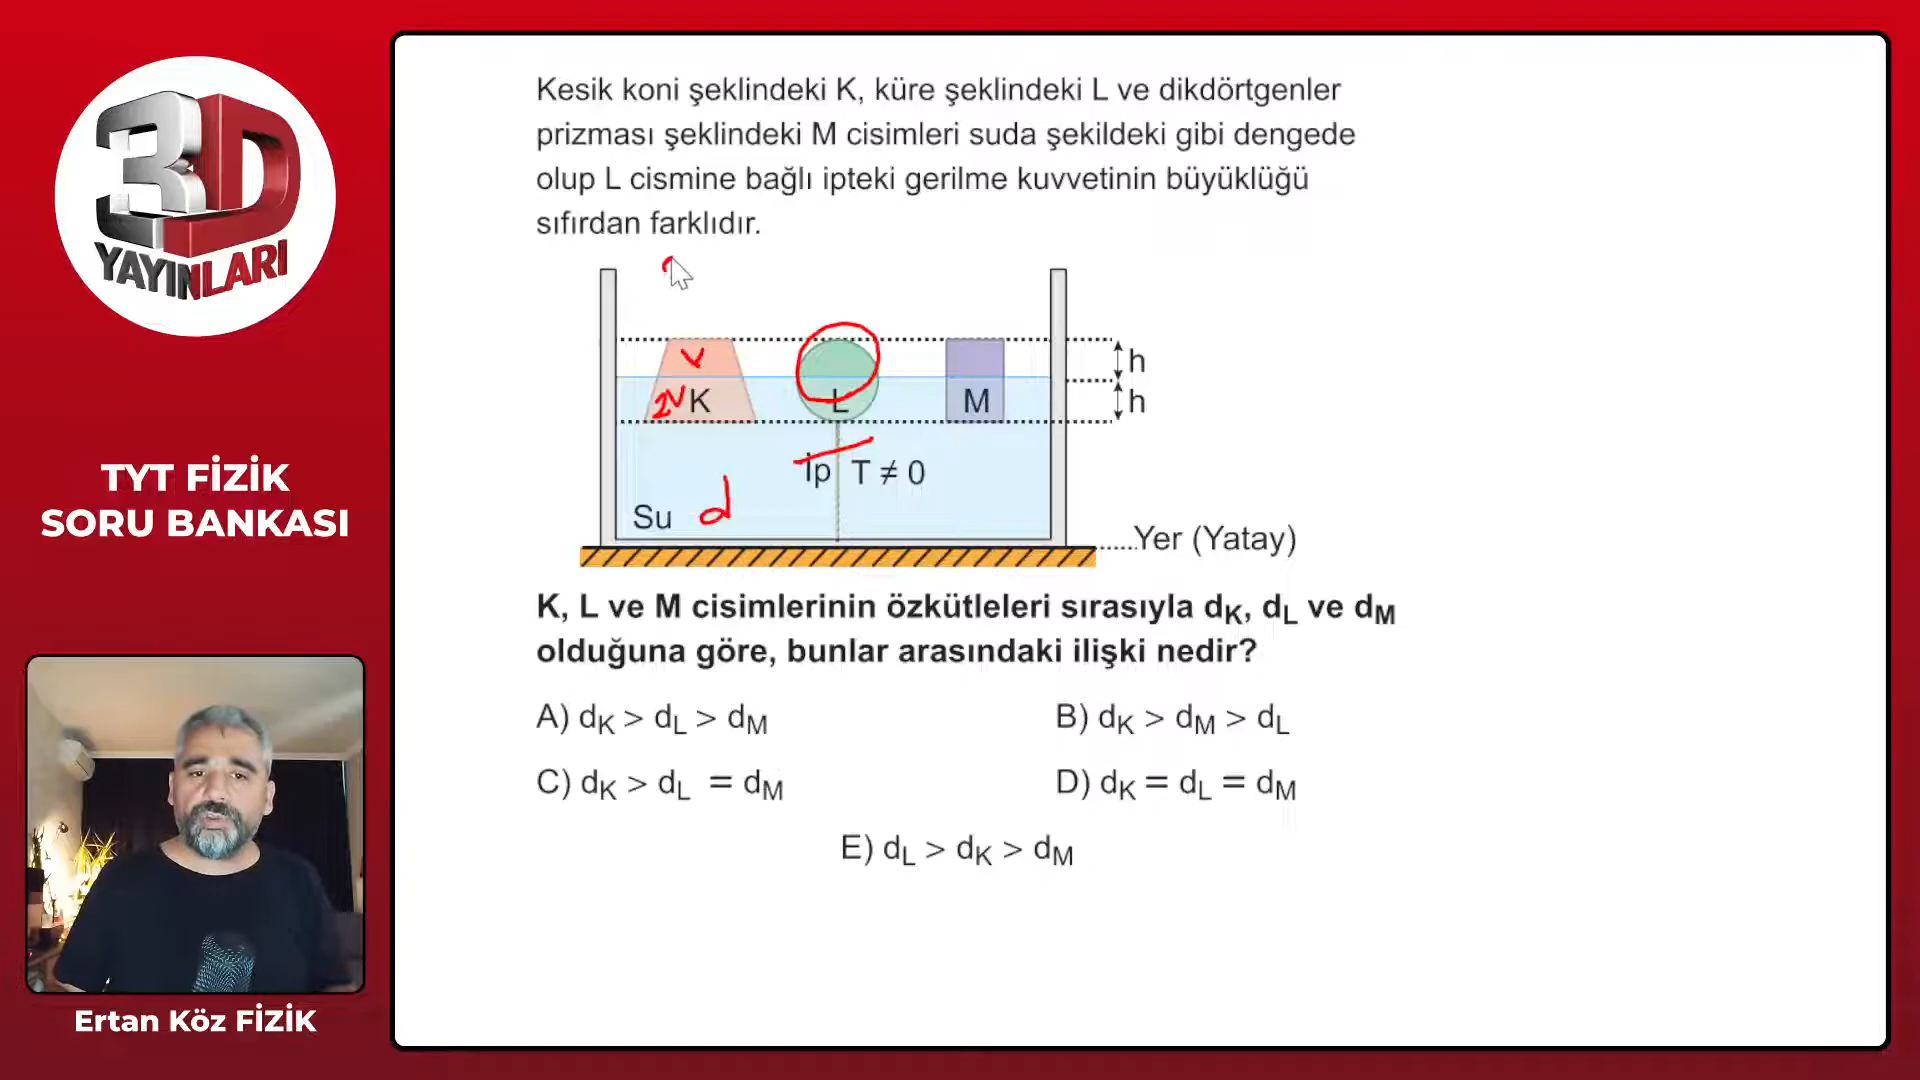 3D
YAYINLARI
TYT FİZİK
SORU BANKASI
Ertan Köz FİZİK
Kesik koni şeklindeki K, küre şeklindeki L ve dikdörtgenler
prizması şeklindeki M cisimleri suda şekildeki gibi dengede
olup L cismine bağlı ipteki gerilme kuvvetinin büyüklüğü
sıfırdan farklıdır.
V
h
2V K L M h
İp T ≠ 0
Su d
Yer (Yatay)
K, L ve M cisimlerinin özkütleleri sırasıyla dK, dL ve dM
olduğuna göre, bunlar arasındaki ilişki nedir?
A) dK > dL > dM B) dK > dM > dL
C) dK > dL = dM D) dK = dL = dM
E) dL > dK > dM